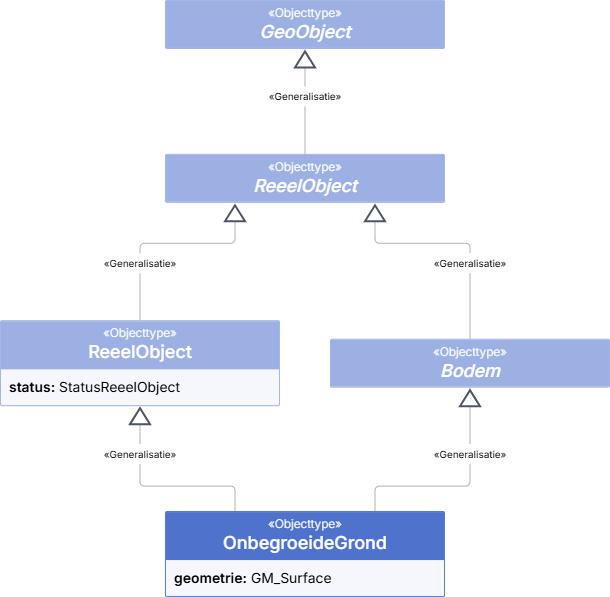 «Objecttype»
GeoObject
«Generalisatie»
«Objecttype»
ReeelObject
«Generalisatie»
«Generalisatie»
«Objecttype»
ReeelObject
status: StatusReeelObject
«Objecttype»
Bodem
«Generalisatie»
«Generalisatie»
«Objecttype»
OnbegroeideGrond
geometrie: GM_Surface